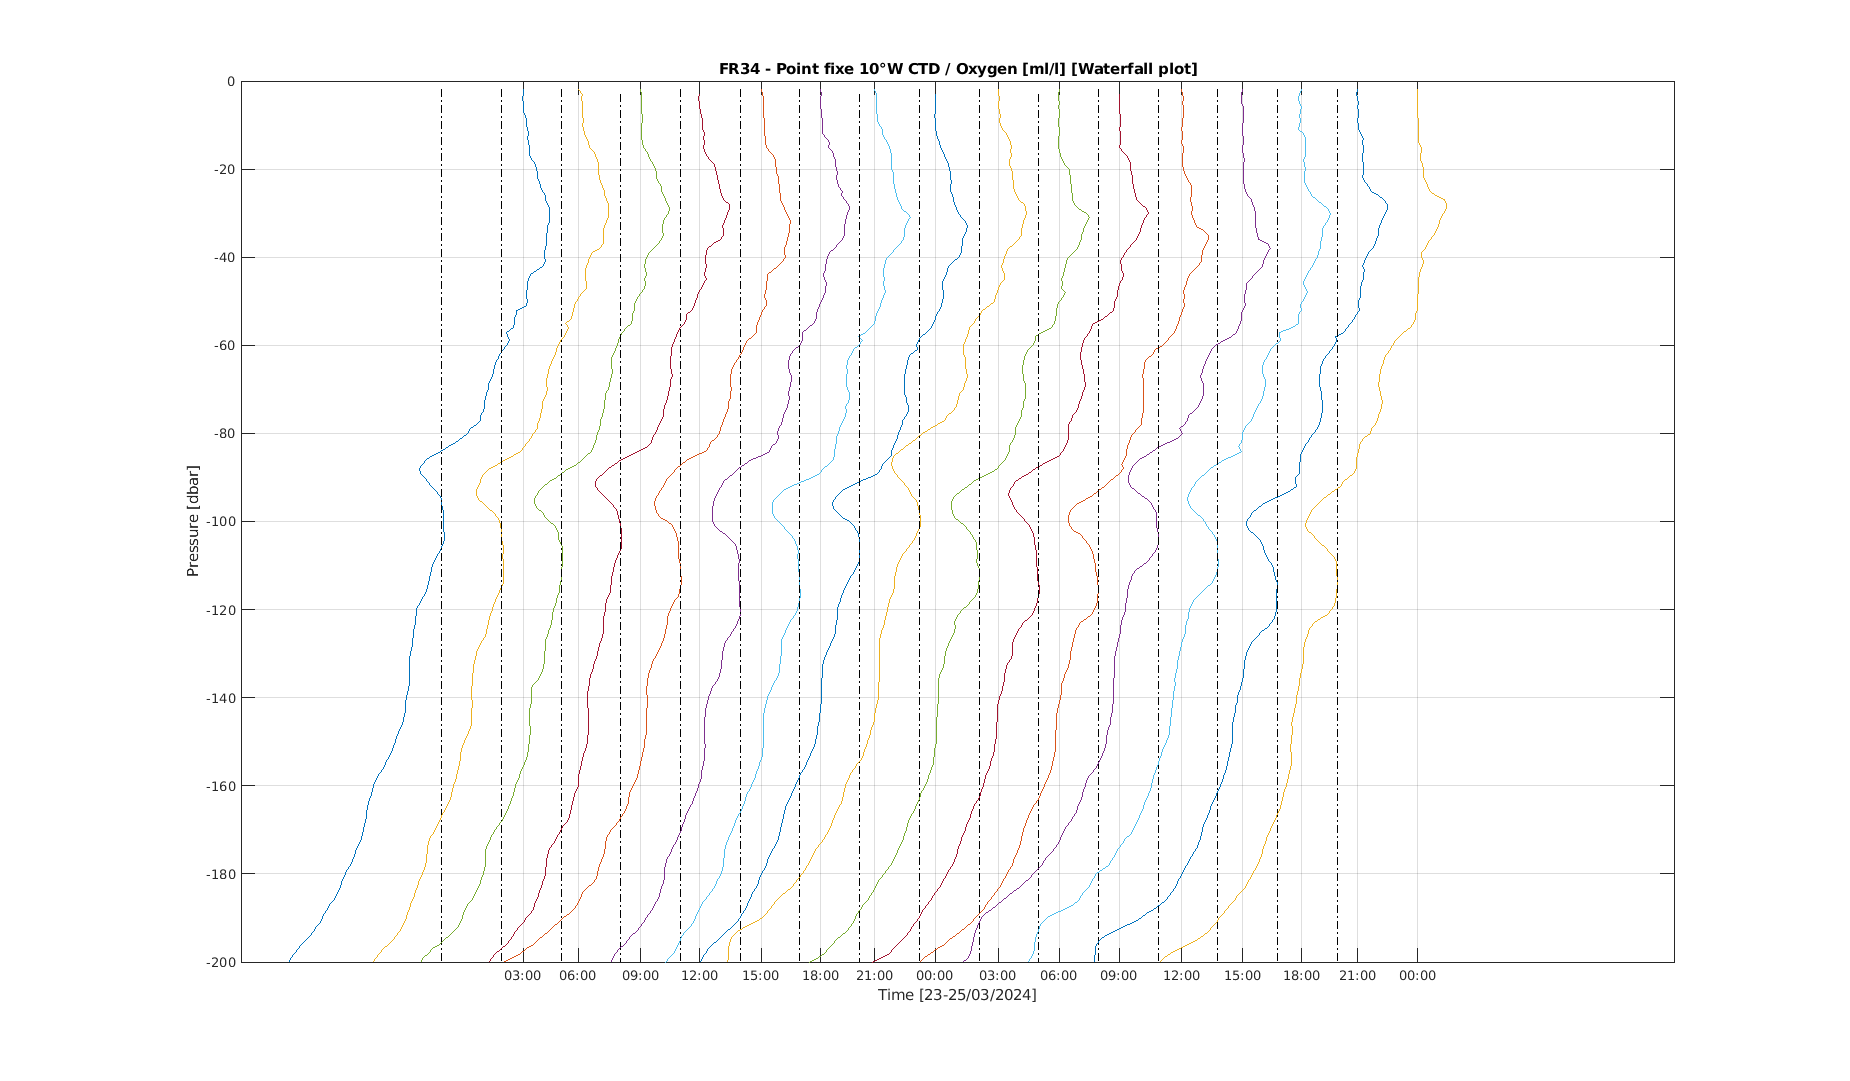 FR34 - Point fixe 10°W CTD / Oxygen [ml/l] [Waterfall plot]
0
-20
-40
-60
-80
-100
-120
-140
-160
-180
-200
Pressure [dbar]
03:00 06:00 09:00 12:00 15:00 18:00 21:00 00:00 03:00 06:00 09:00 12:00 15:00 18:00 21:00 00:00
Time [23-25/03/2024]